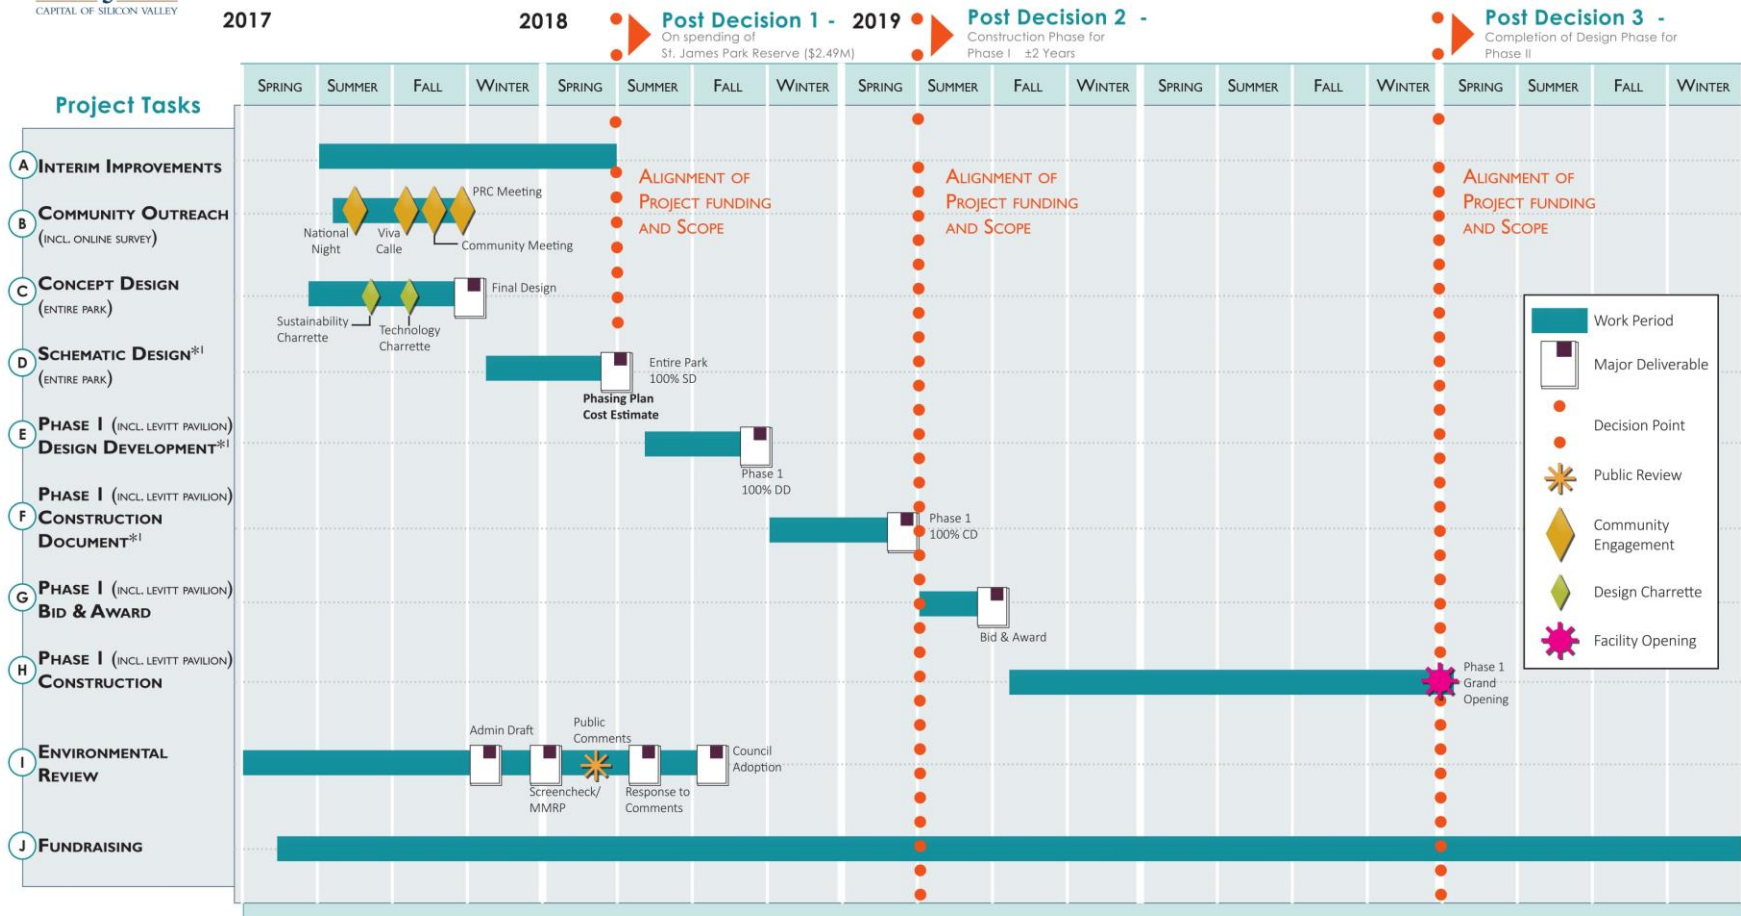 CAPITAL OF SILICON VALLEY
2017
2018
Post Decision 1 -
On spending of
St. James Park Reserve ($2.49M)
2019
Post Decision 2 -
Construction Phase for
Phase I ±2 Years
Post Decision 3 -
Completion of Design Phase for
Phase II
Project Tasks
SPRING SUMMER FALL WINTER SPRING SUMMER FALL WINTER SPRING SUMMER FALL WINTER SPRING SUMMER FALL WINTER SPRING SUMMER FALL WINTER
A INTERIM IMPROVEMENTS
ALIGNMENT OF
PROJECT FUNDING
AND SCOPE
ALIGNMENT OF
PROJECT FUNDING
AND SCOPE
ALIGNMENT OF
PROJECT FUNDING
AND SCOPE
B COMMUNITY OUTREACH
(INCL. ONLINE SURVEY)
PRC Meeting
National
Night
Viva
Calle
Community Meeting
C CONCEPT DESIGN
(ENTIRE PARK)
Final Design
Sustainability
Charrette
Technology
Charrette
D SCHEMATIC DESIGN*¹
(ENTIRE PARK)
Entire Park
100% SD
Phasing Plan
Cost Estimate
E PHASE I (INCL. LEVITT PAVILION)
DESIGN DEVELOPMENT*¹
Phase 1
100% DD
F PHASE I (INCL. LEVITT PAVILION)
CONSTRUCTION
DOCUMENT*¹
Phase 1
100% CD
G PHASE I (INCL. LEVITT PAVILION)
BID & AWARD
Bid & Award
H PHASE I (INCL. LEVITT PAVILION)
CONSTRUCTION
Phase 1
Grand
Opening
I ENVIRONMENTAL
REVIEW
Admin Draft
Public
Comments
Council
Adoption
Screencheck/
MMRP
Response to
Comments
J FUNDRAISING
Work Period
Major Deliverable
Decision Point
Public Review
Community
Engagement
Design Charrette
Facility Opening